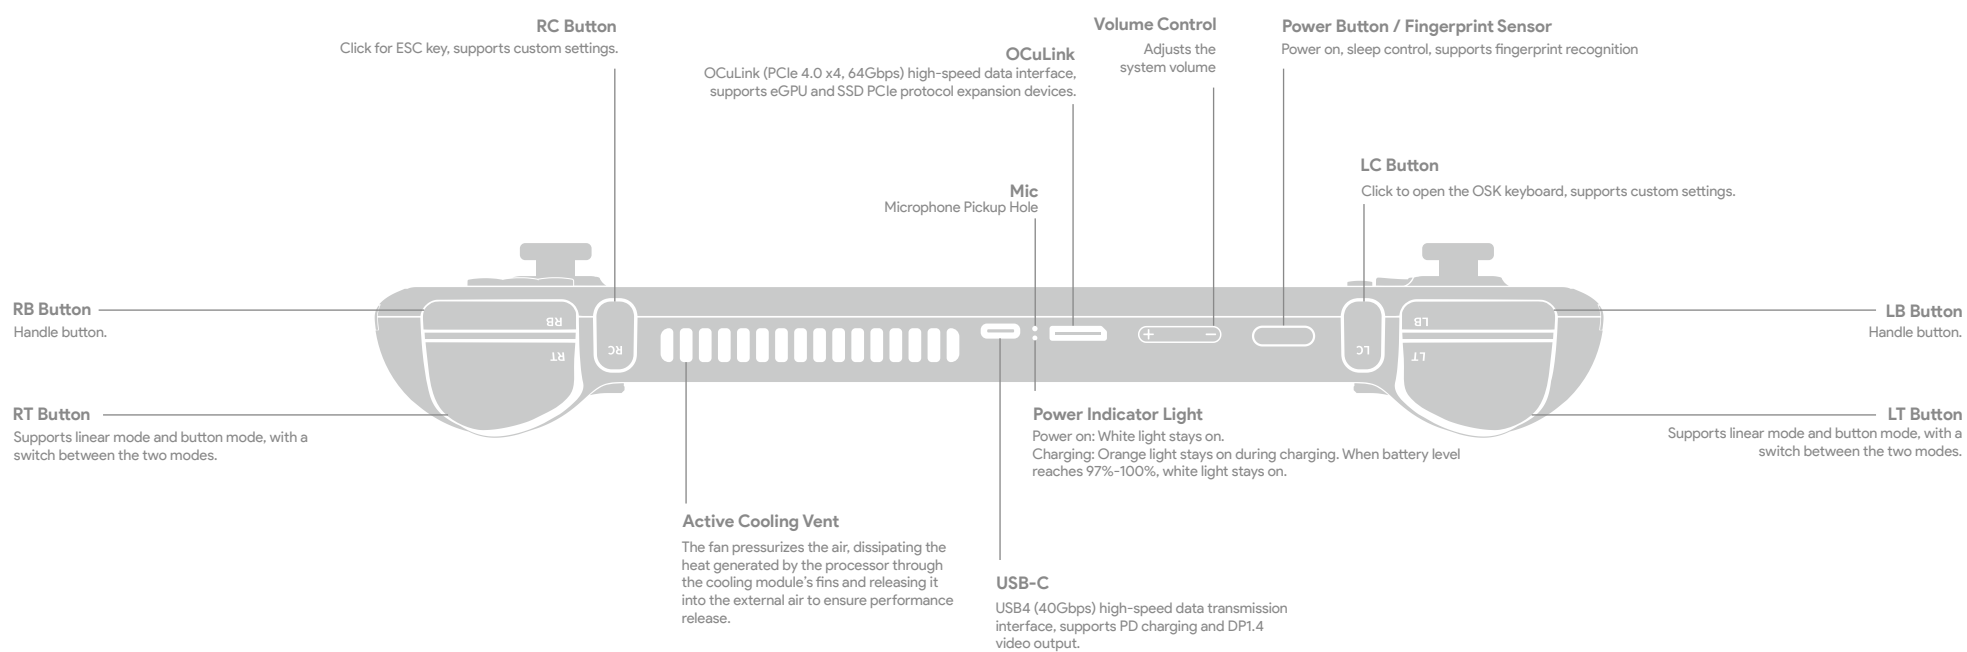 RC Button
Click for ESC key, supports custom settings.
OCuLink
OCuLink (PCIe 4.0 x4, 64Gbps) high-speed data interface,
supports eGPU and SSD PCIe protocol expansion devices.
Volume Control
Adjusts the
system volume
Power Button / Fingerprint Sensor
Power on, sleep control, supports fingerprint recognition
Mic
Microphone Pickup Hole
LC Button
Click to open the OSK keyboard, supports custom settings.
RB Button
Handle button.
RT Button
Supports linear mode and button mode, with a
switch between the two modes.
RB
RT
RC
+ −
LC
LB
LT
LB Button
Handle button.
LT Button
Supports linear mode and button mode, with a
switch between the two modes.
Power Indicator Light
Power on: White light stays on.
Charging: Orange light stays on during charging. When battery level
reaches 97%-100%, white light stays on.
Active Cooling Vent
The fan pressurizes the air, dissipating the
heat generated by the processor through
the cooling module's fins and releasing it
into the external air to ensure performance
release.
USB-C
USB4 (40Gbps) high-speed data transmission
interface, supports PD charging and DP1.4
video output.